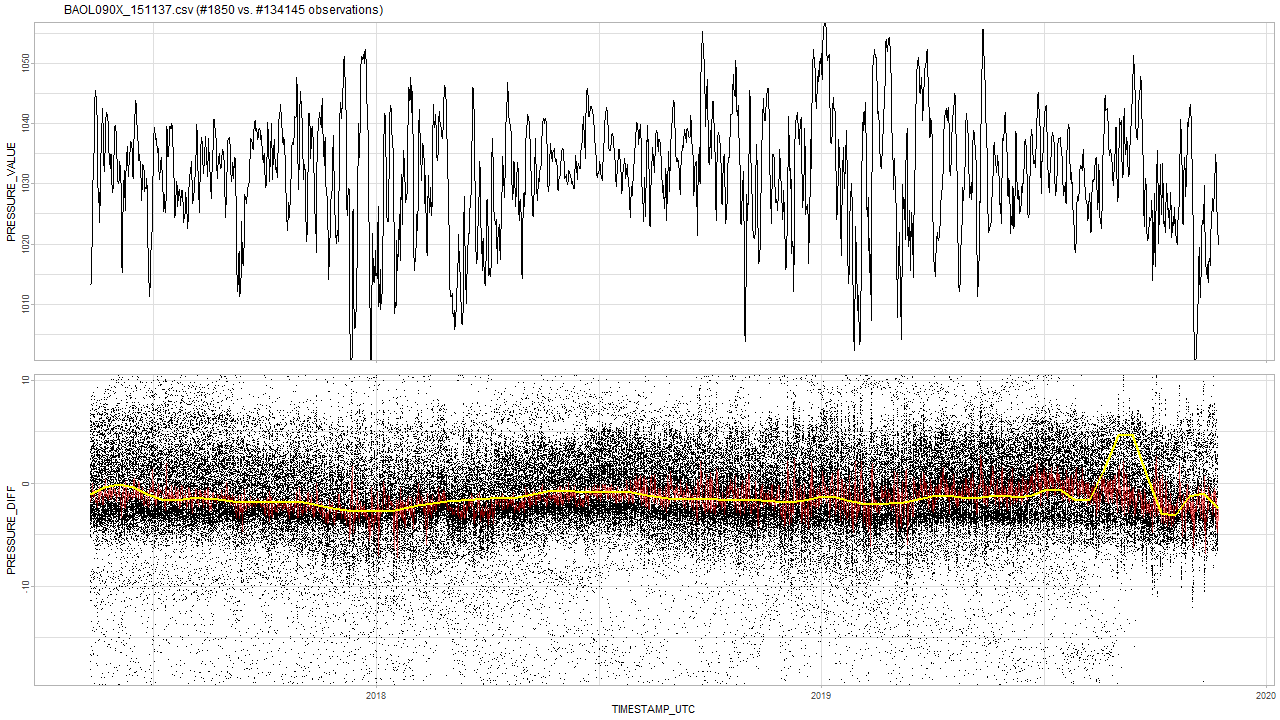 BAOL090X_151137.csv (#1850 vs. #134145 observations)
PRESSURE_VALUE
1050
1040
1030
1020
1010
PRESSURE_DIFF
10
0
-10
2018
2019
2020
TIMESTAMP_UTC